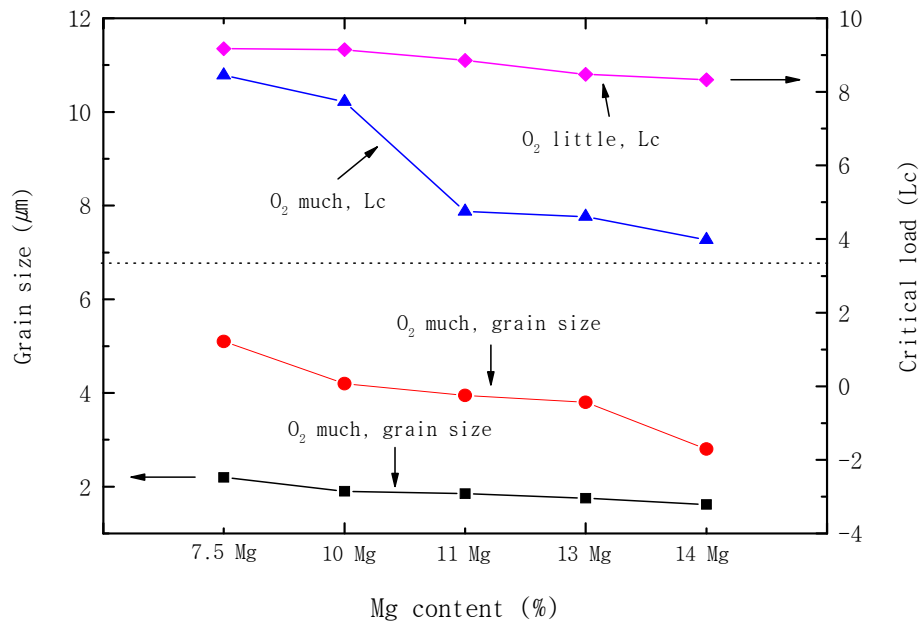 12
10
8
6
4
2
10
8
6
4
2
0
-2
-4
Grain size (μm)
Critical load (Lc)
O₂ little, Lc
O₂ much, Lc
O₂ much, grain size
O₂ much, grain size
7.5 Mg
10 Mg
11 Mg
13 Mg
14 Mg
Mg content (%)